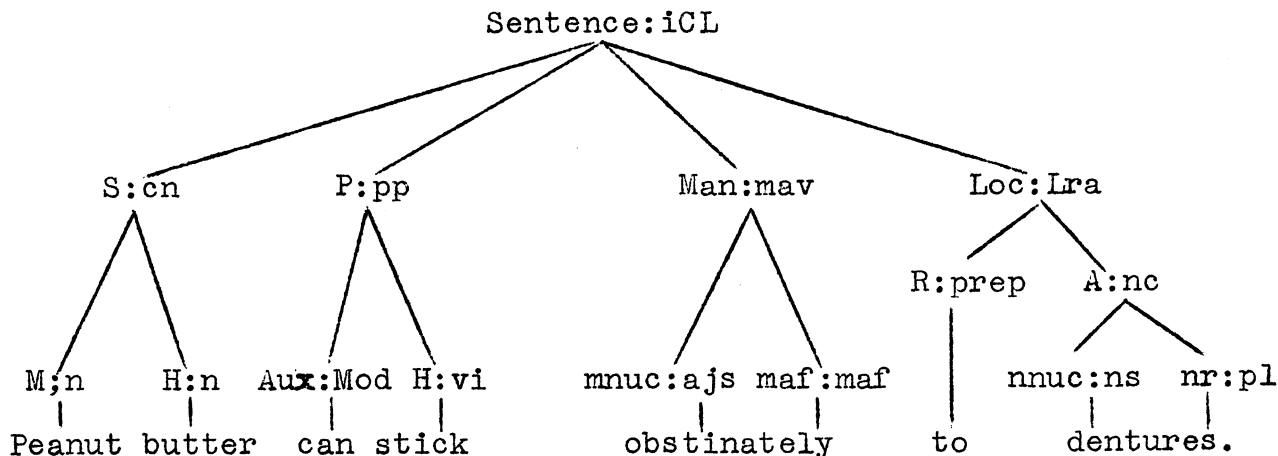 Sentence:iCL
S:cn P:pp Man:mav Loc:Lra
R:prep A:nc
M;n H:n Aux:Mod H:vi mnuc:ajs maf:maf nnuc:ns nr:pl
Peanut butter can stick obstinately to dentures.